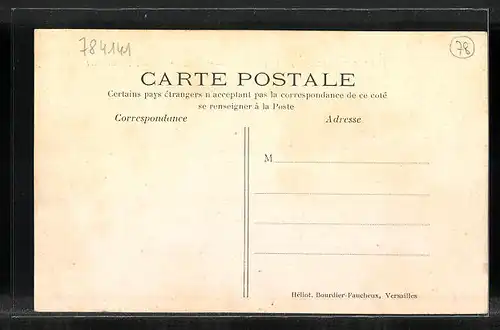 784141
78
CARTE POSTALE
Certains pays étrangers n'acceptant pas la correspondance de ce coté
se renseigner à la Poste
Correspondance Adresse
M
Héliot. Bourdier-Faucheux, Versailles